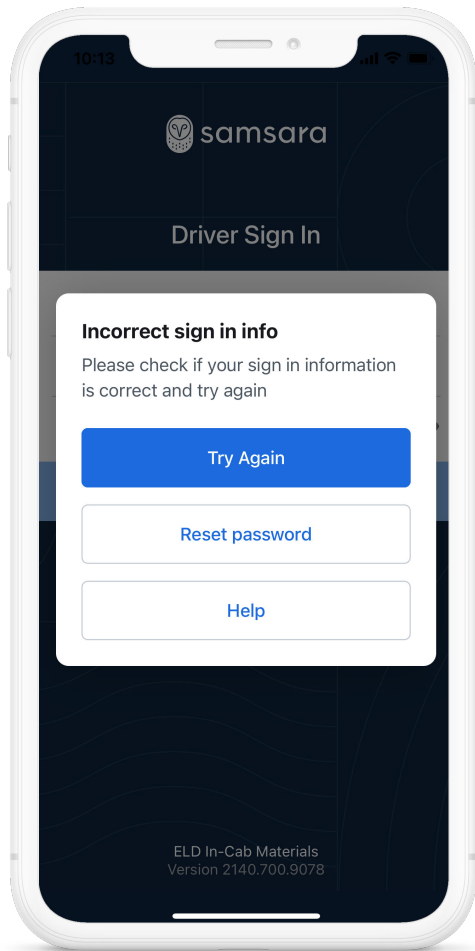 10:13
samsara
Driver Sign In
Incorrect sign in info
Please check if your sign in information
is correct and try again
Try Again
Reset password
Help
ELD In-Cab Materials
Version 2140.700.9078